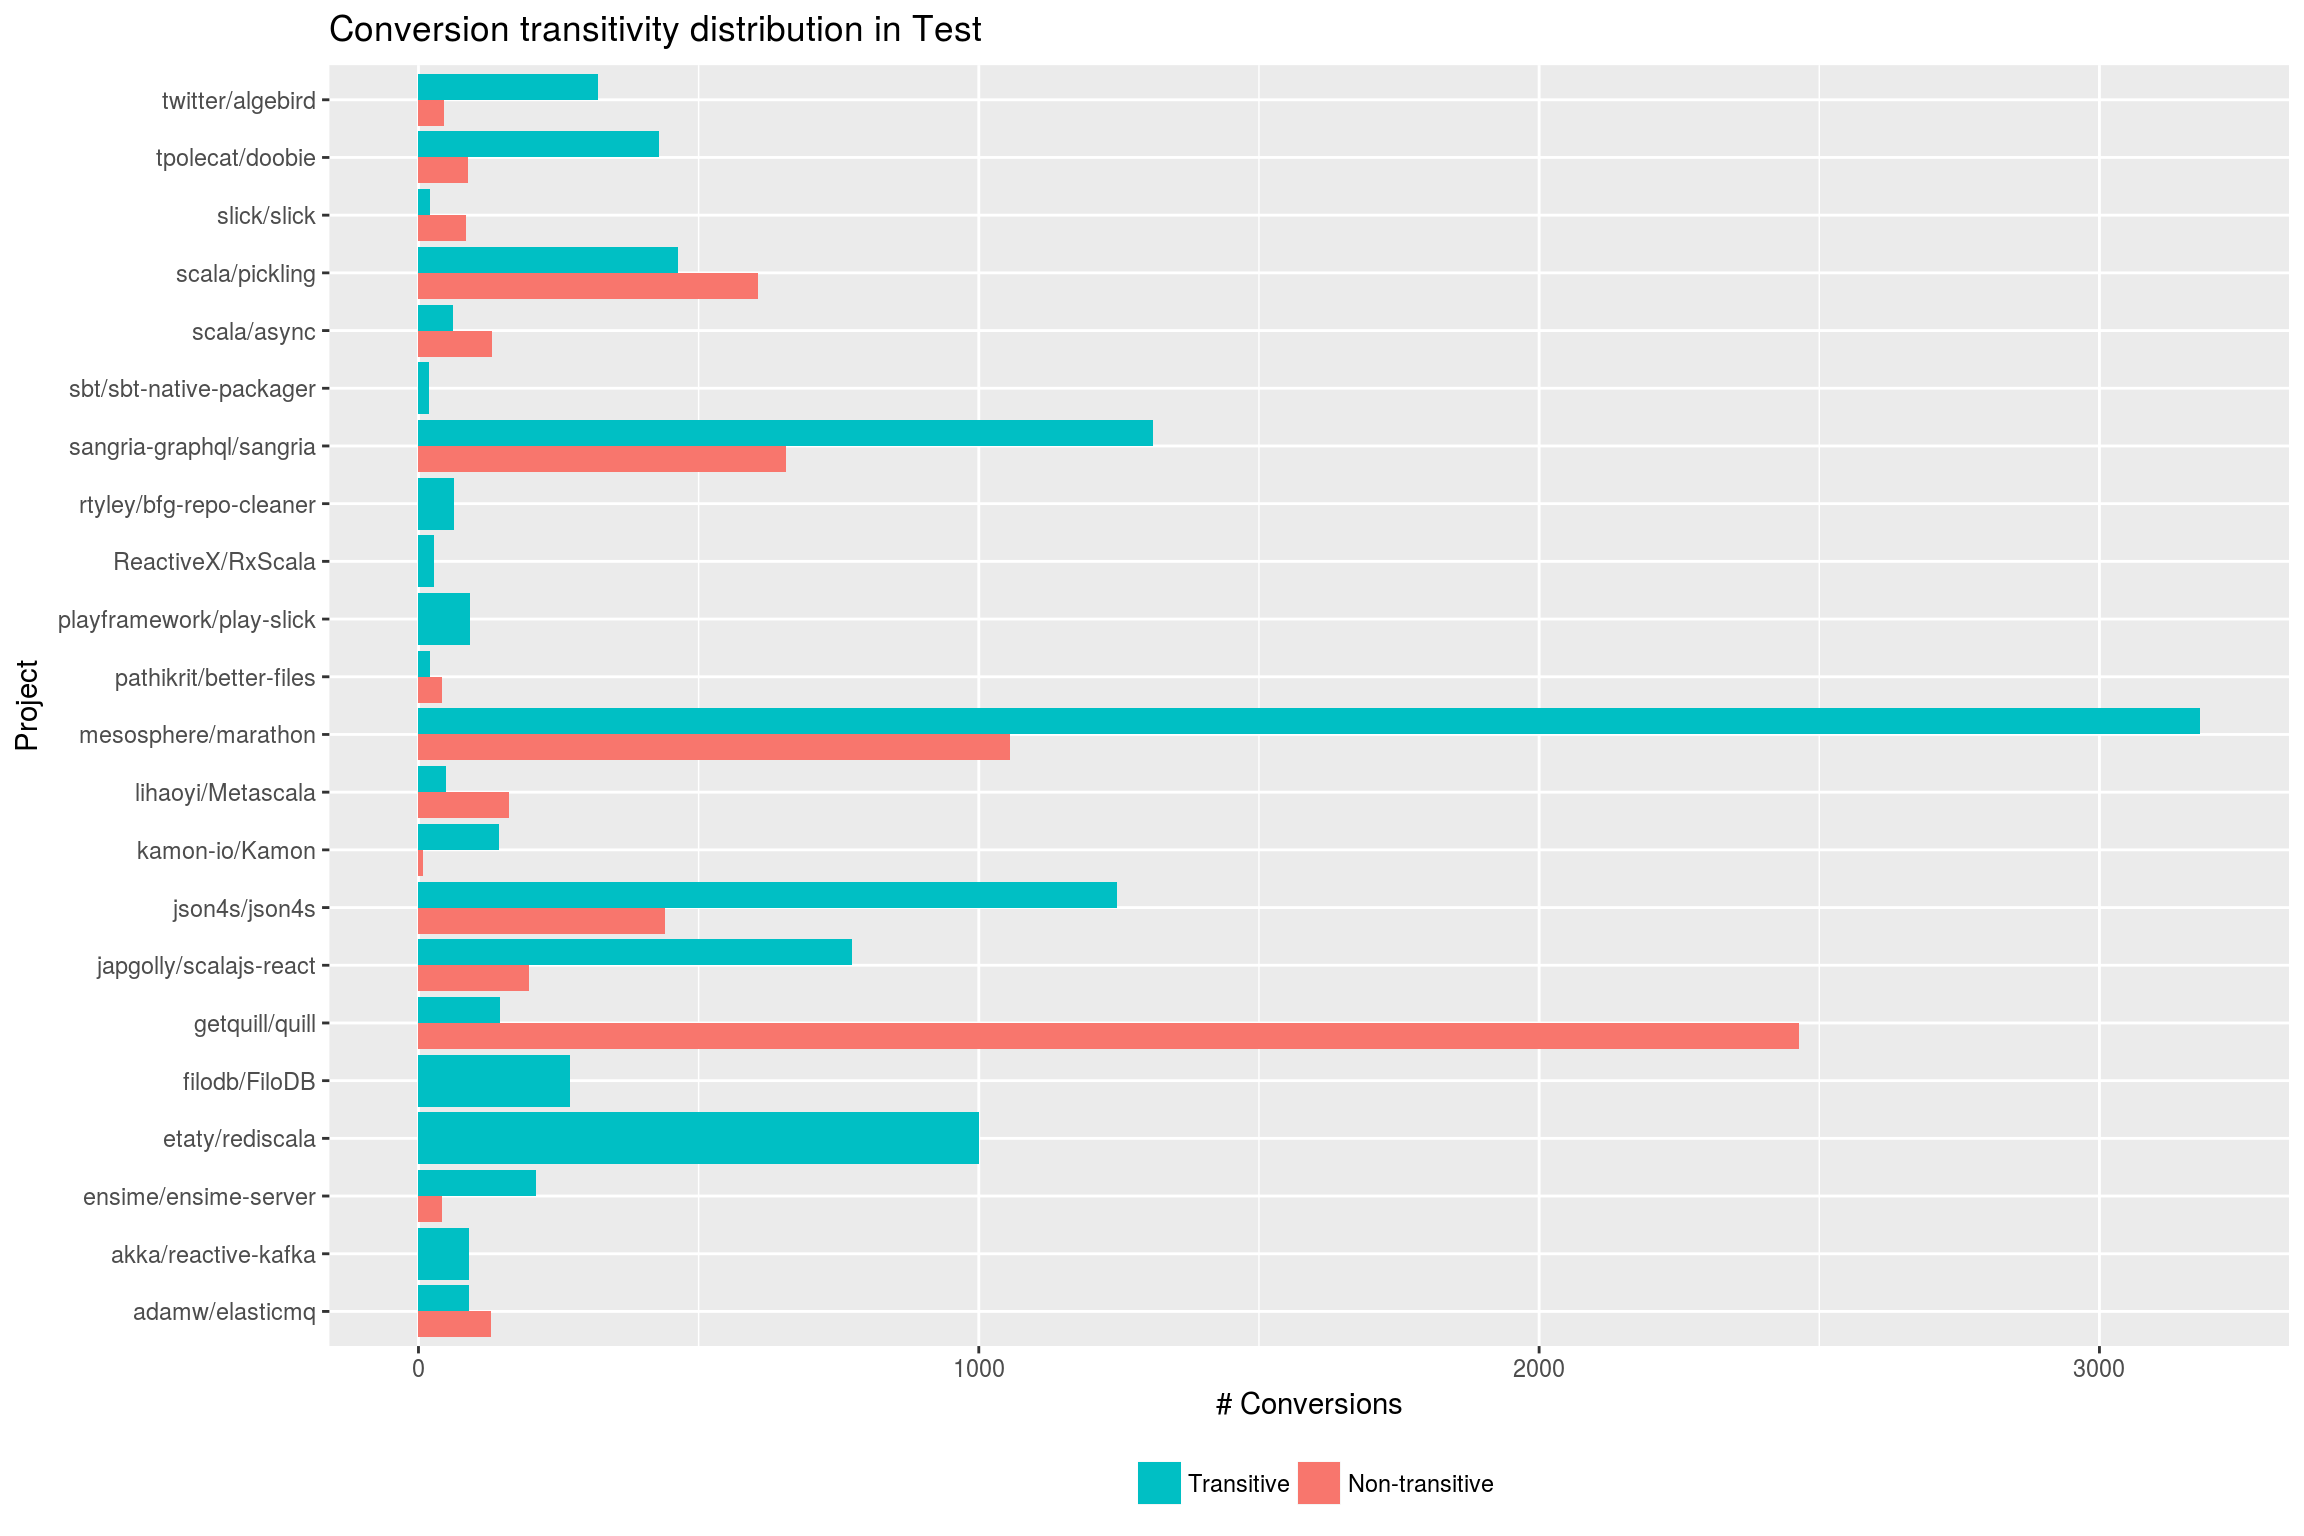 Conversion transitivity distribution in Test
twitter/algebird
tpolecat/doobie
slick/slick
scala/pickling
scala/async
sbt/sbt-native-packager
sangria-graphql/sangria
rtyley/bfg-repo-cleaner
ReactiveX/RxScala
playframework/play-slick
pathikrit/better-files
mesosphere/marathon
lihaoyi/Metascala
kamon-io/Kamon
json4s/json4s
japgolly/scalajs-react
getquill/quill
filodb/FiloDB
etaty/rediscala
ensime/ensime-server
akka/reactive-kafka
adamw/elasticmq
Project
0 1000 2000 3000
# Conversions
Transitive Non-transitive